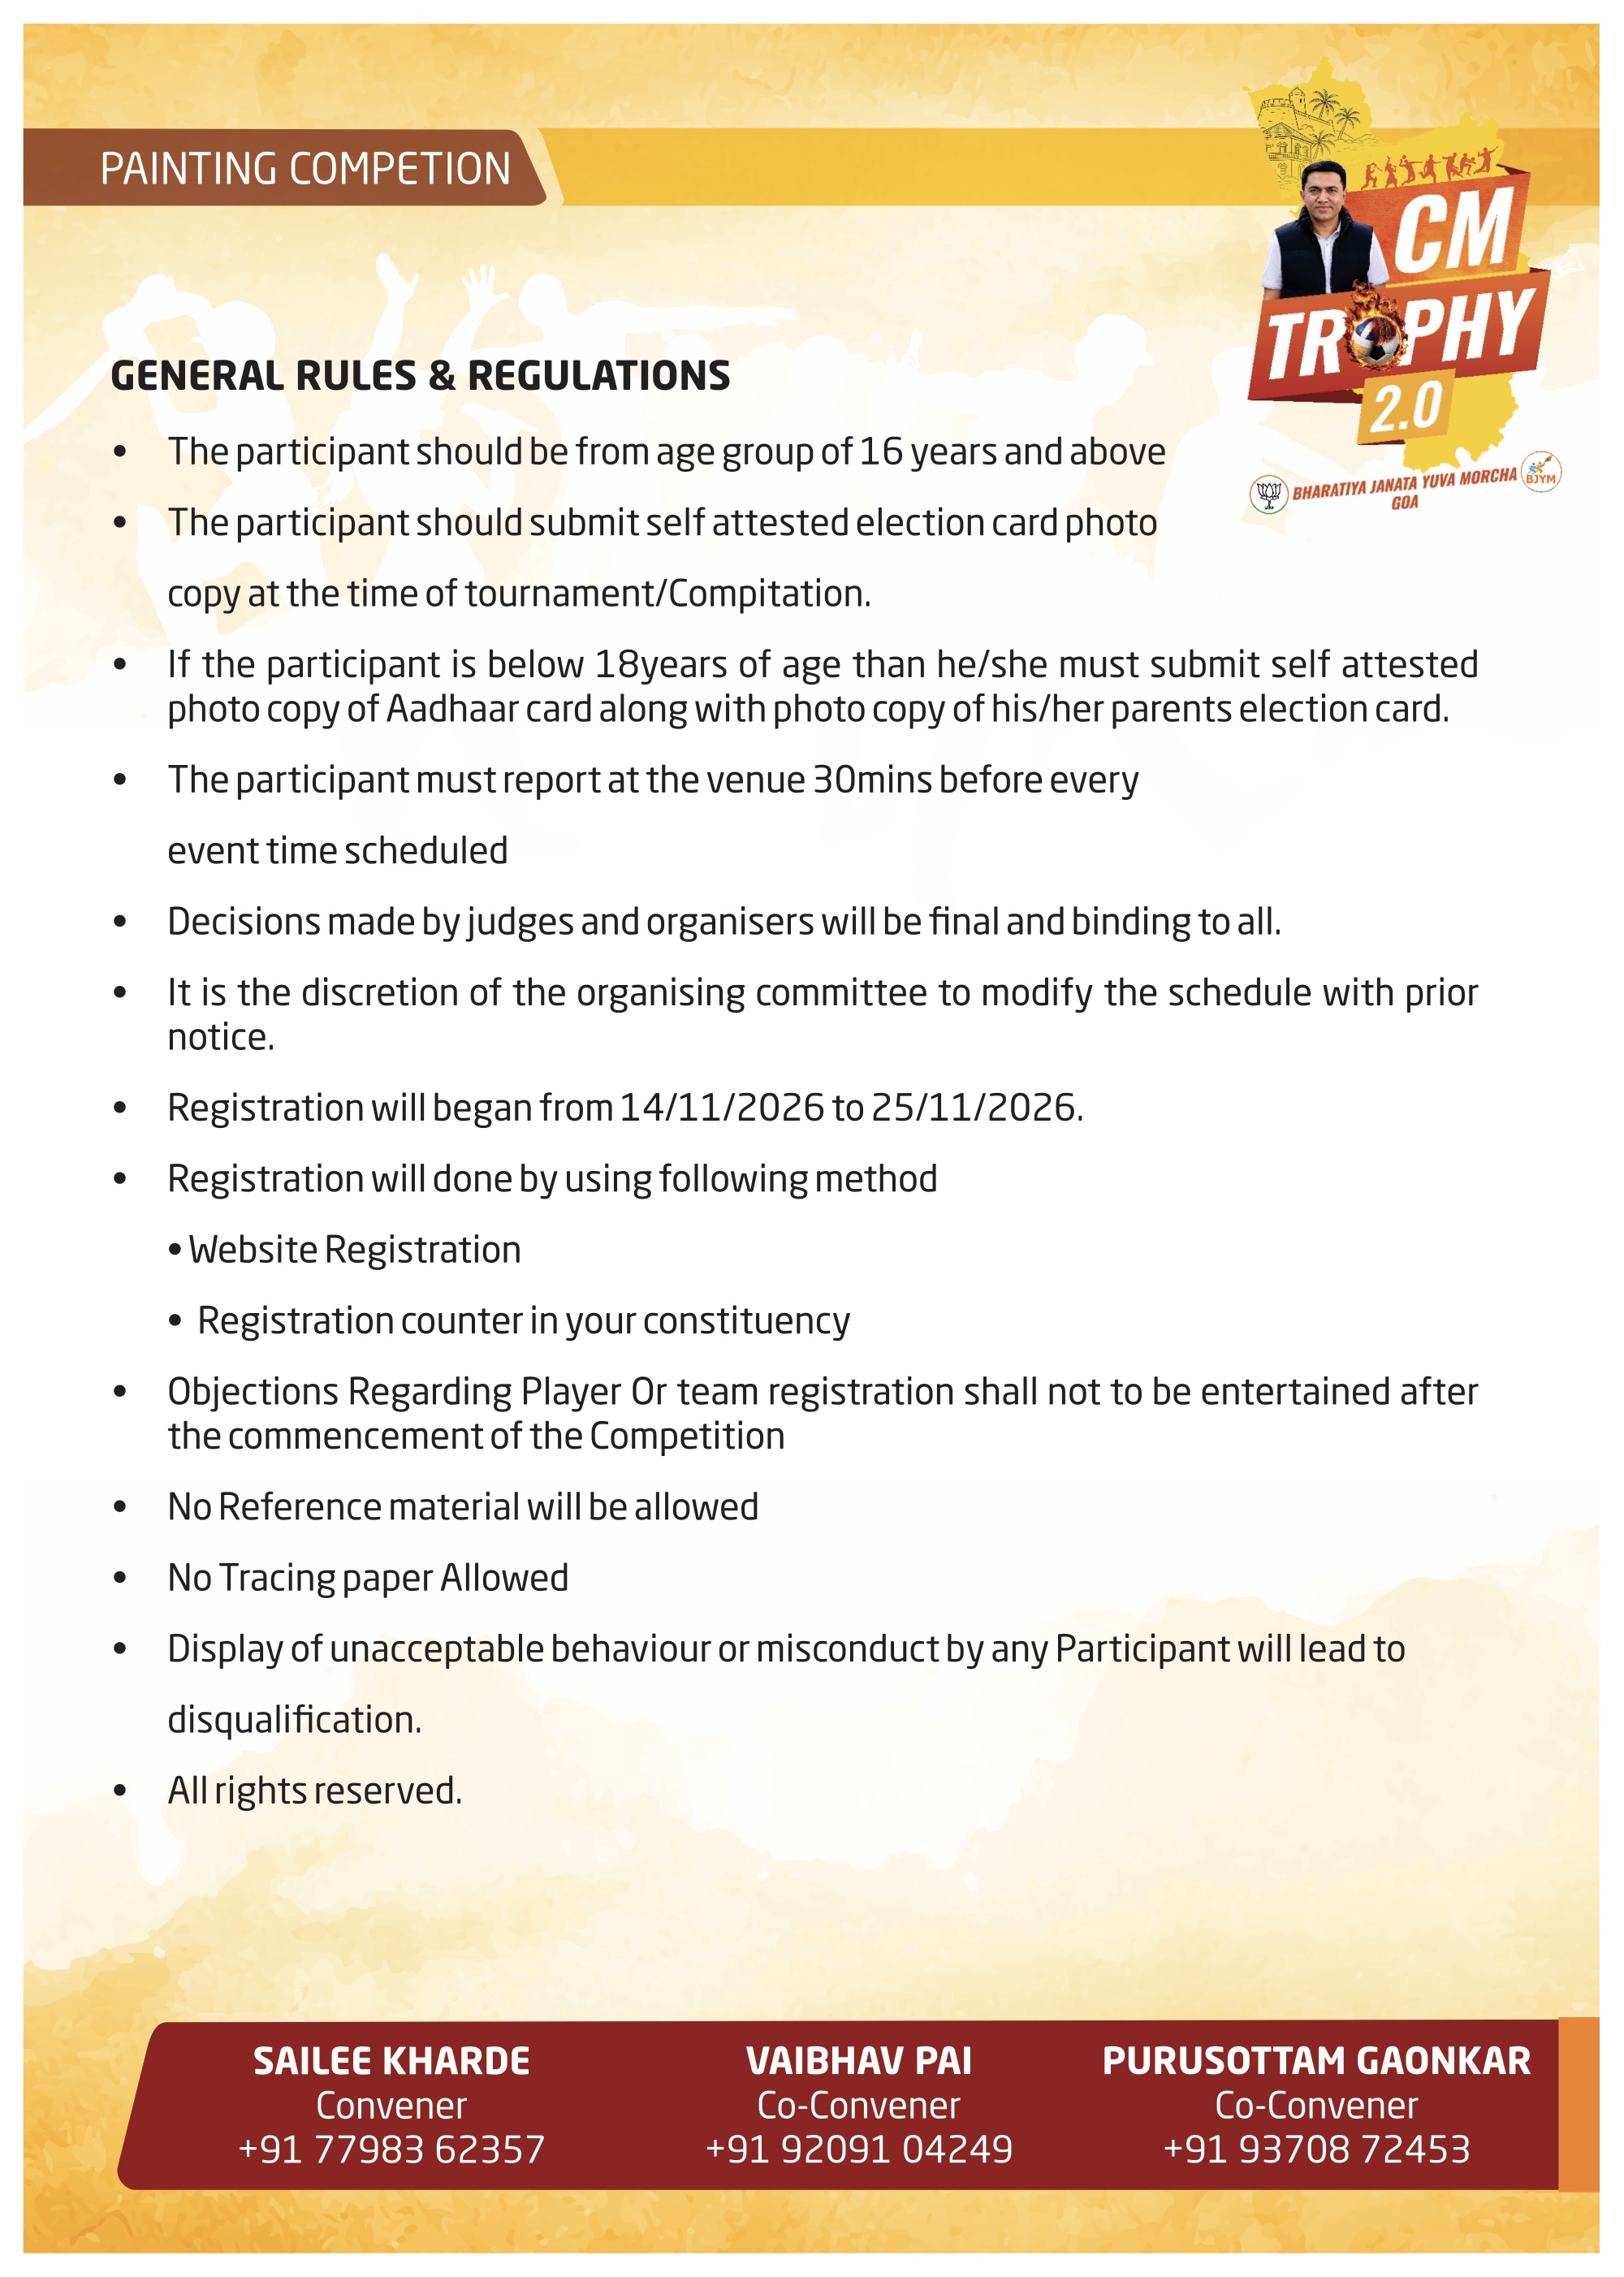 PAINTING COMPETION
CM
TROPHY
2.0
BHARATIYA JANATA YUVA MORCHA
GOA
BJYM
GENERAL RULES & REGULATIONS
• The participant should be from age group of 16 years and above
• The participant should submit self attested election card photo
copy at the time of tournament/Compitation.
• If the participant is below 18years of age than he/she must submit self attested
photo copy of Aadhaar card along with photo copy of his/her parents election card.
• The participant must report at the venue 30mins before every
event time scheduled
• Decisions made by judges and organisers will be final and binding to all.
• It is the discretion of the organising committee to modify the schedule with prior
notice.
• Registration will began from 14/11/2026 to 25/11/2026.
• Registration will done by using following method
• Website Registration
• Registration counter in your constituency
• Objections Regarding Player Or team registration shall not to be entertained after
the commencement of the Competition
• No Reference material will be allowed
• No Tracing paper Allowed
• Display of unacceptable behaviour or misconduct by any Participant will lead to
disqualification.
• All rights reserved.
SAILEE KHARDE
Convener
+91 77983 62357
VAIBHAV PAI
Co-Convener
+91 92091 04249
PURUSOTTAM GAONKAR
Co-Convener
+91 93708 72453